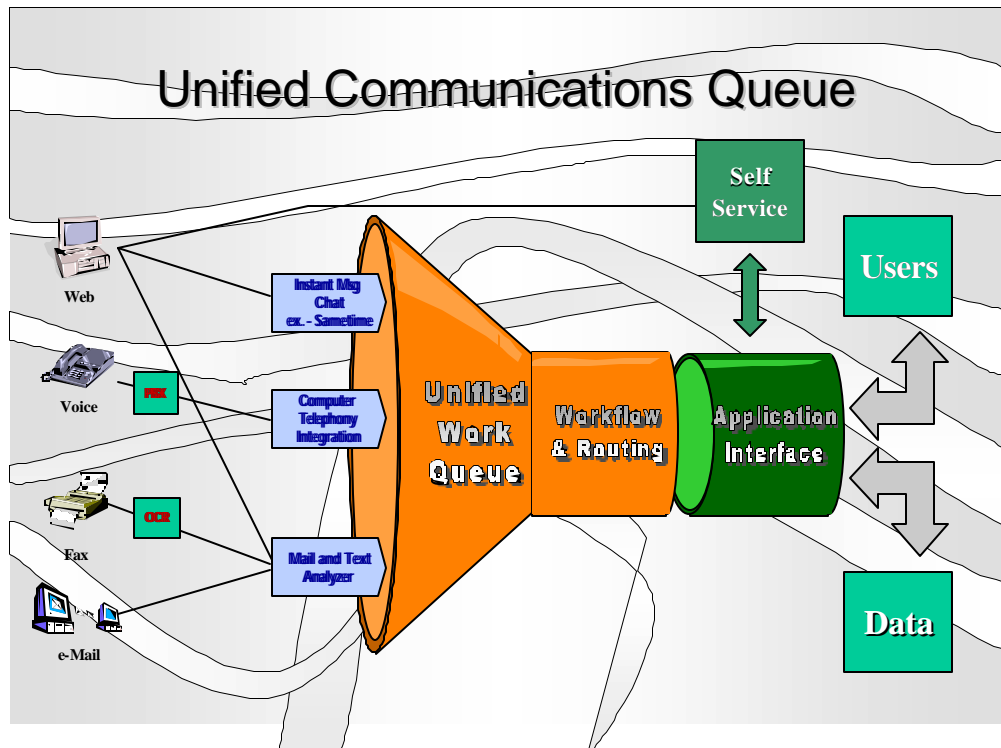 Unified Communications Queue
Self
Service
Users
Web
Instant Msg
Chat
ex. - Sametime
Voice
PBX
Computer
Telephony
Integration
Unified
Work
Queue
Workflow
& Routing
Application
Interface
Fax
OCR
Mail and Text
Analyzer
e-Mail
Data